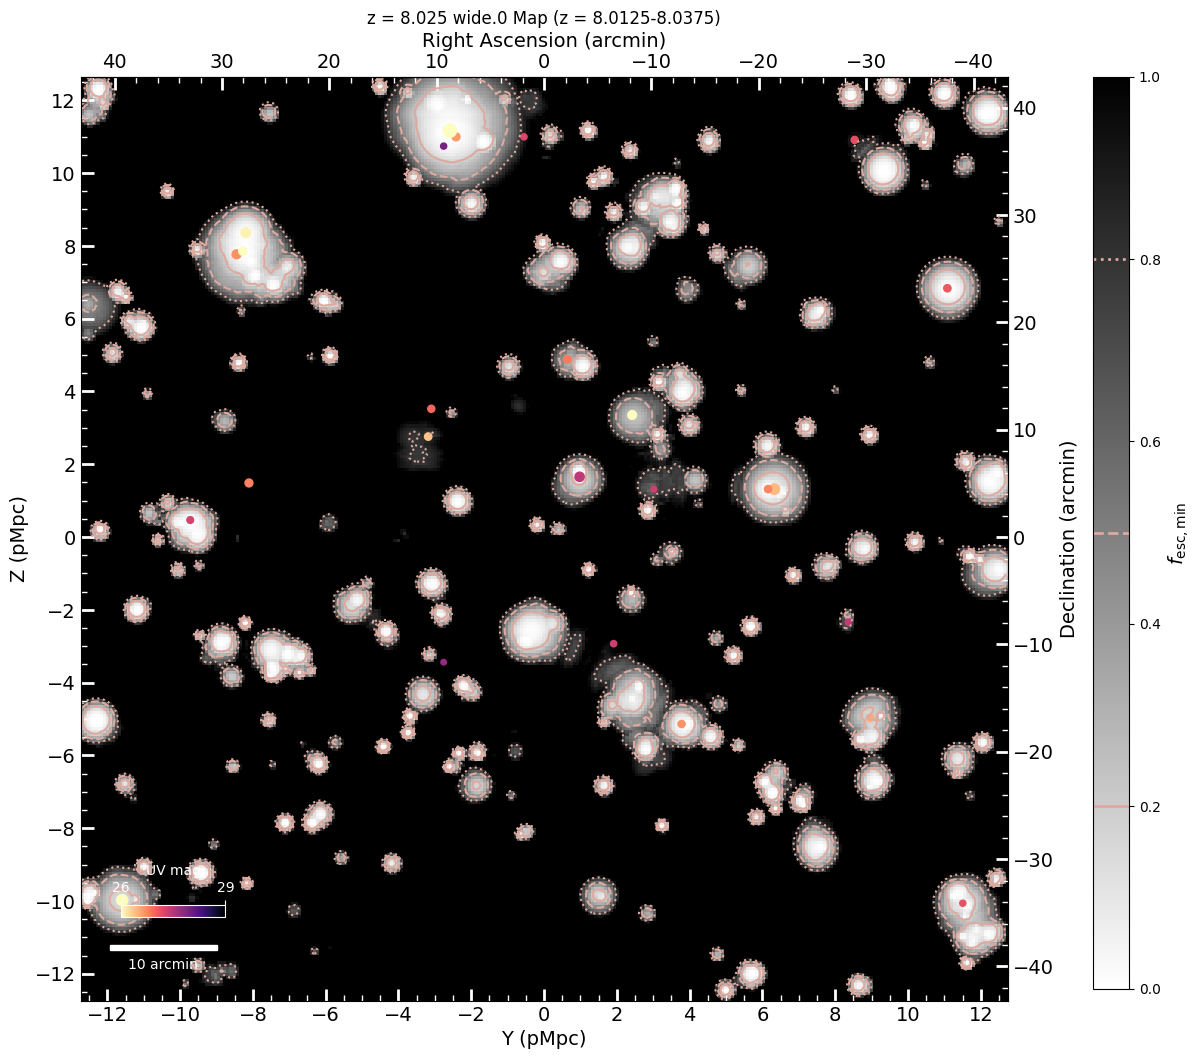 z = 8.025 wide.0 Map (z = 8.0125-8.0375)
Right Ascension (arcmin)
40 30 20 10 0 −10 −20 −30 −40
12 10 8 6 4 2 0 −2 −4 −6 −8 −10 −12
Z (pMpc)
40 30 20 10 0 −10 −20 −30 −40
Declination (arcmin)
1.0 0.8 0.6 0.4 0.2 0.0
f_esc,min
UV mag
26 29
10 arcmin
−12 −10 −8 −6 −4 −2 0 2 4 6 8 10 12
Y (pMpc)